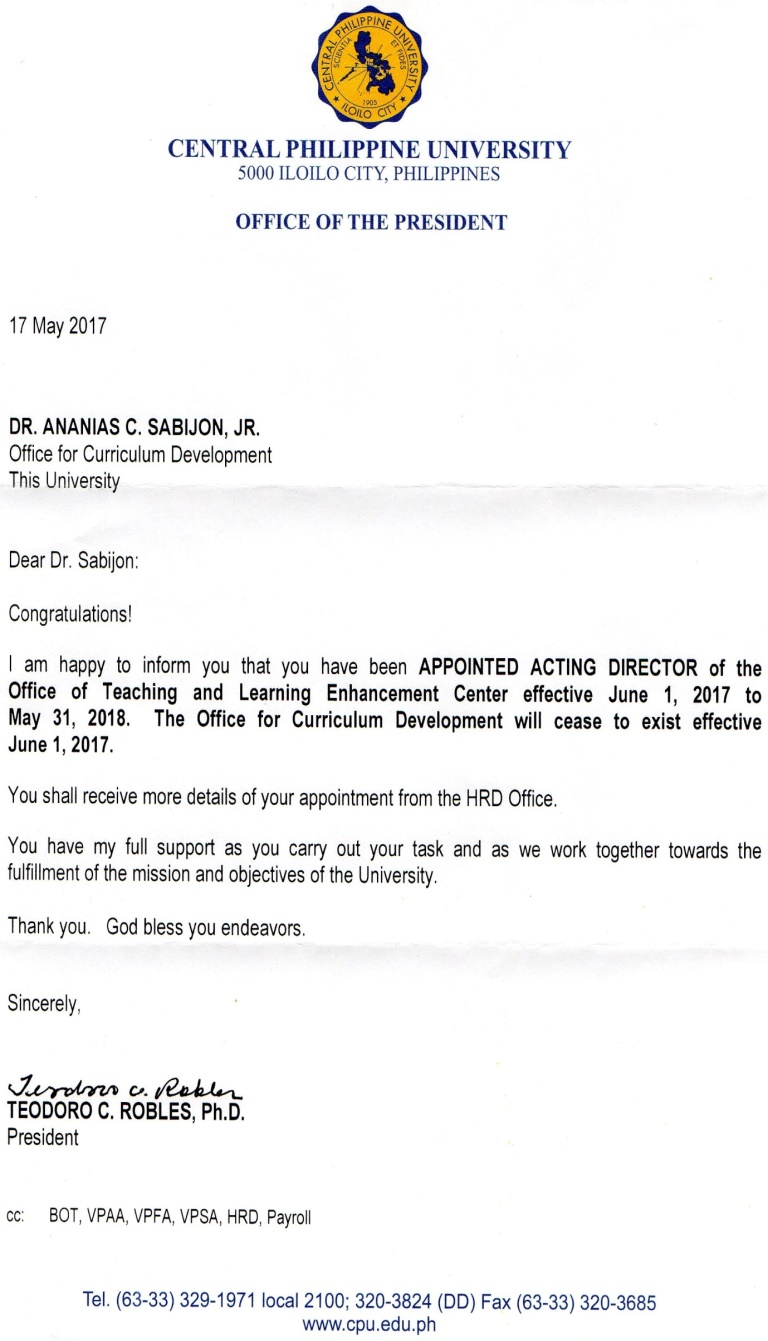 CENTRAL PHILIPPINE UNIVERSITY
SCIENTIA ET FIDES
1905
ILOILO CITY
CENTRAL PHILIPPINE UNIVERSITY
5000 ILOILO CITY, PHILIPPINES
OFFICE OF THE PRESIDENT
17 May 2017
DR. ANANIAS C. SABIJON, JR.
Office for Curriculum Development
This University
Dear Dr. Sabijon:
Congratulations!
I am happy to inform you that you have been APPOINTED ACTING DIRECTOR of the
Office of Teaching and Learning Enhancement Center effective June 1, 2017 to
May 31, 2018. The Office for Curriculum Development will cease to exist effective
June 1, 2017.
You shall receive more details of your appointment from the HRD Office.
You have my full support as you carry out your task and as we work together towards the
fulfillment of the mission and objectives of the University.
Thank you. God bless you endeavors.
Sincerely,
Teodoro C. Robles
TEODORO C. ROBLES, Ph.D.
President
cc: BOT, VPAA, VPFA, VPSA, HRD, Payroll
Tel. (63-33) 329-1971 local 2100; 320-3824 (DD) Fax (63-33) 320-3685
www.cpu.edu.ph